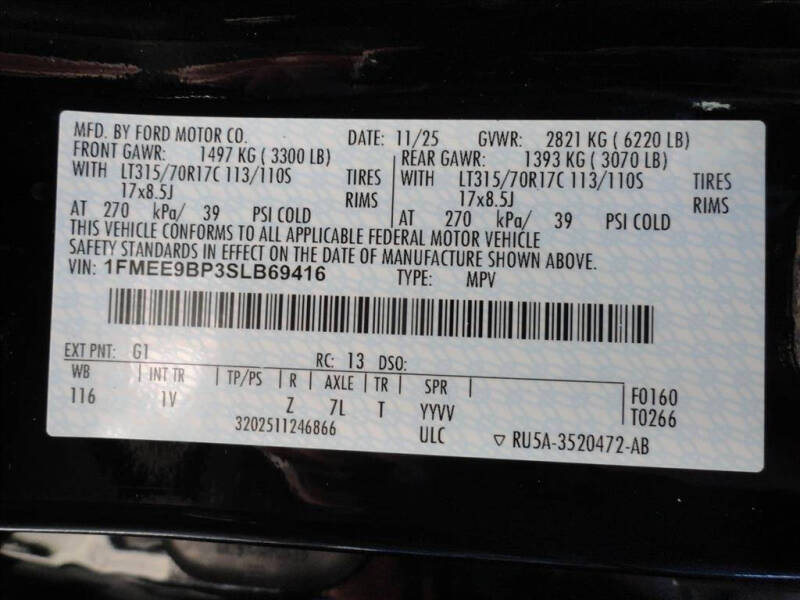 MFD. BY FORD MOTOR CO. DATE: 11/25 GVWR: 2821 KG ( 6220 LB)
FRONT GAWR: 1497 KG ( 3300 LB) REAR GAWR: 1393 KG ( 3070 LB)
WITH LT315/70R17C 113/110S TIRES WITH LT315/70R17C 113/110S TIRES
17x8.5J RIMS 17x8.5J RIMS
AT 270 kPa/ 39 PSI COLD AT 270 kPa/ 39 PSI COLD
THIS VEHICLE CONFORMS TO ALL APPLICABLE FEDERAL MOTOR VEHICLE
SAFETY STANDARDS IN EFFECT ON THE DATE OF MANUFACTURE SHOWN ABOVE.
VIN: 1FMEE9BP3SLB69416 TYPE: MPV
EXT PNT: G1 RC: 13 DSO:
WB INT TR TP/PS R AXLE TR SPR F0160
116 1V Z 7L T YYVV T0266
3202511246866 ULC ▽ RU5A-3520472-AB